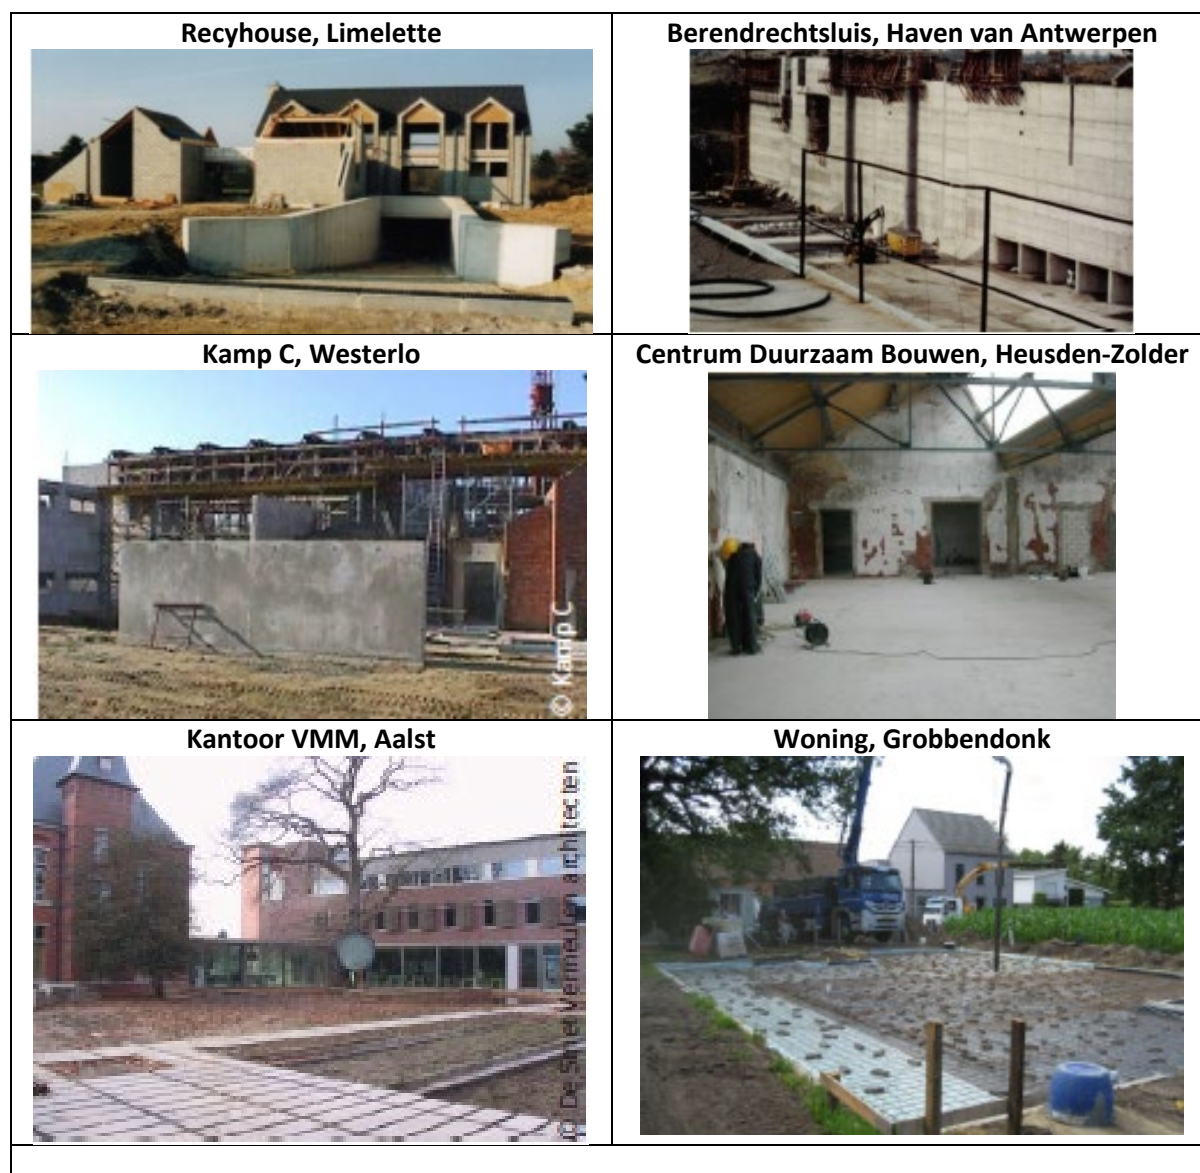 Recyhouse, Limelette
Berendrechtsluis, Haven van Antwerpen
Kamp C, Westerlo
Centrum Duurzaam Bouwen, Heusden-Zolder
© Kamp C
Kantoor VMM, Aalst
Woning, Grobbendonk
© De Smet Vermeulen architecten